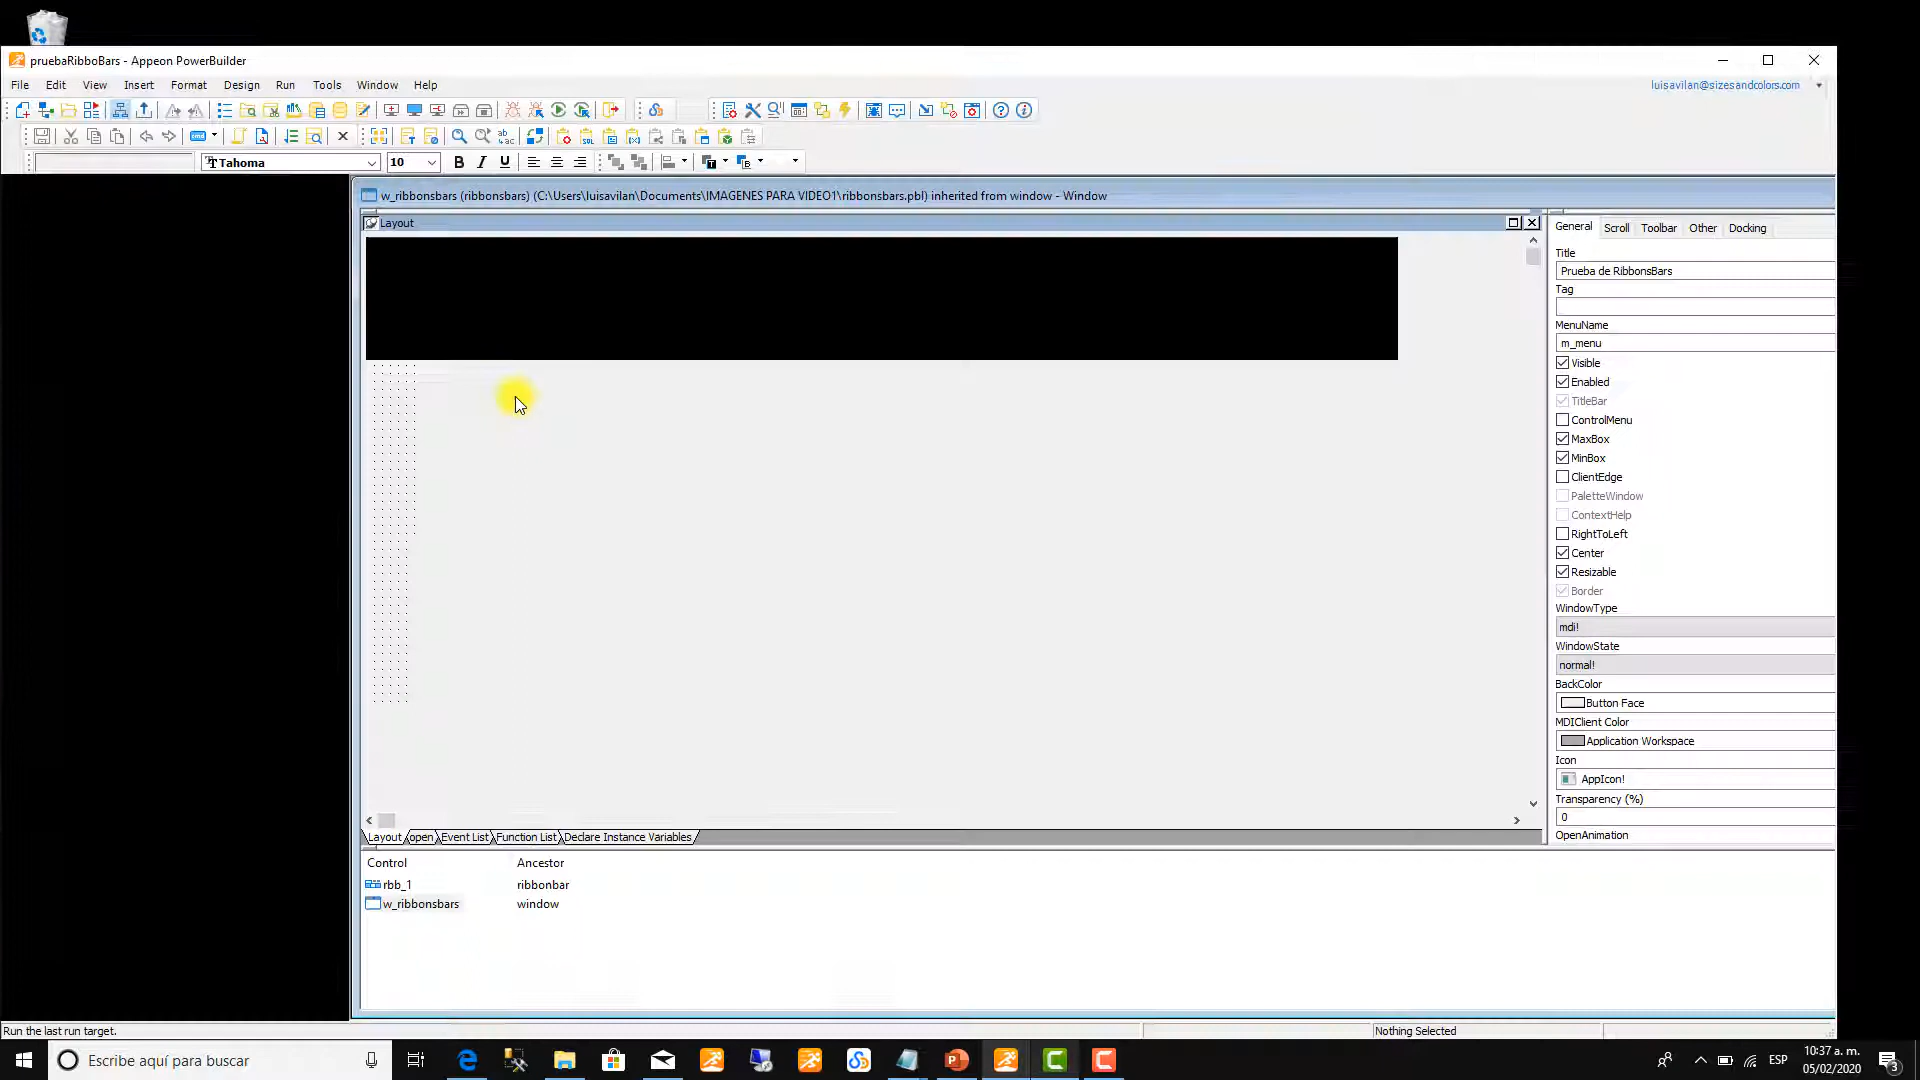 pruebaRibboBars - Appeon PowerBuilder
File Edit View Insert Format Design Run Tools Window Help
luisavilan@sizesandcolors.com
Tahoma 10 B I U
w_ribbonsbars (ribbonsbars) (C:\Users\luisavilan\Documents\IMAGENES PARA VIDEO1\ribbonsbars.pbl) inherited from window - Window
Layout
General Scroll Toolbar Other Docking
Title
Prueba de RibbonsBars
Tag
MenuName
m_menu
Visible
Enabled
TitleBar
ControlMenu
MaxBox
MinBox
ClientEdge
PaletteWindow
ContextHelp
RightToLeft
Center
Resizable
Border
WindowType
mdi!
WindowState
normal!
BackColor
Button Face
MDIClient Color
Application Workspace
Icon
AppIcon!
Transparency (%)
0
OpenAnimation
Layout open Event List Function List Declare Instance Variables
Control Ancestor
rbb_1 ribbonbar
w_ribbonsbars window
Run the last run target.
Nothing Selected
Escribe aquí para buscar
ESP
10:37 a. m.
05/02/2020
3